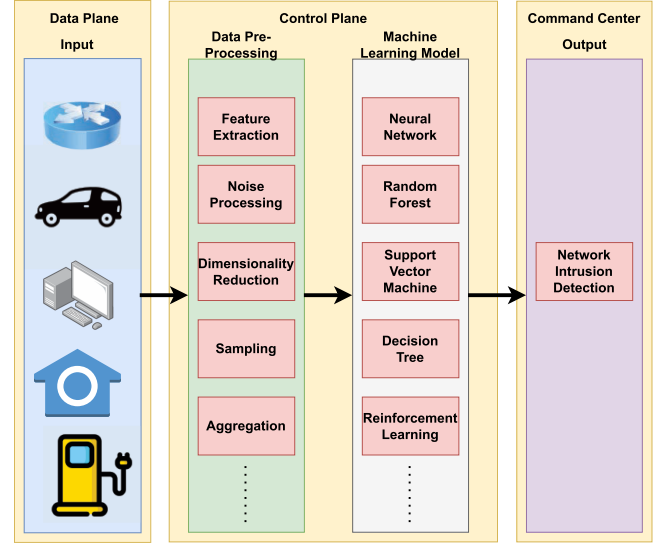 Data Plane
Input
Control Plane
Data Pre-
Processing
Feature
Extraction
Noise
Processing
Dimensionality
Reduction
Sampling
Aggregation
Machine
Learning Model
Neural
Network
Random
Forest
Support
Vector
Machine
Decision
Tree
Reinforcement
Learning
Command Center
Output
Network
Intrusion
Detection